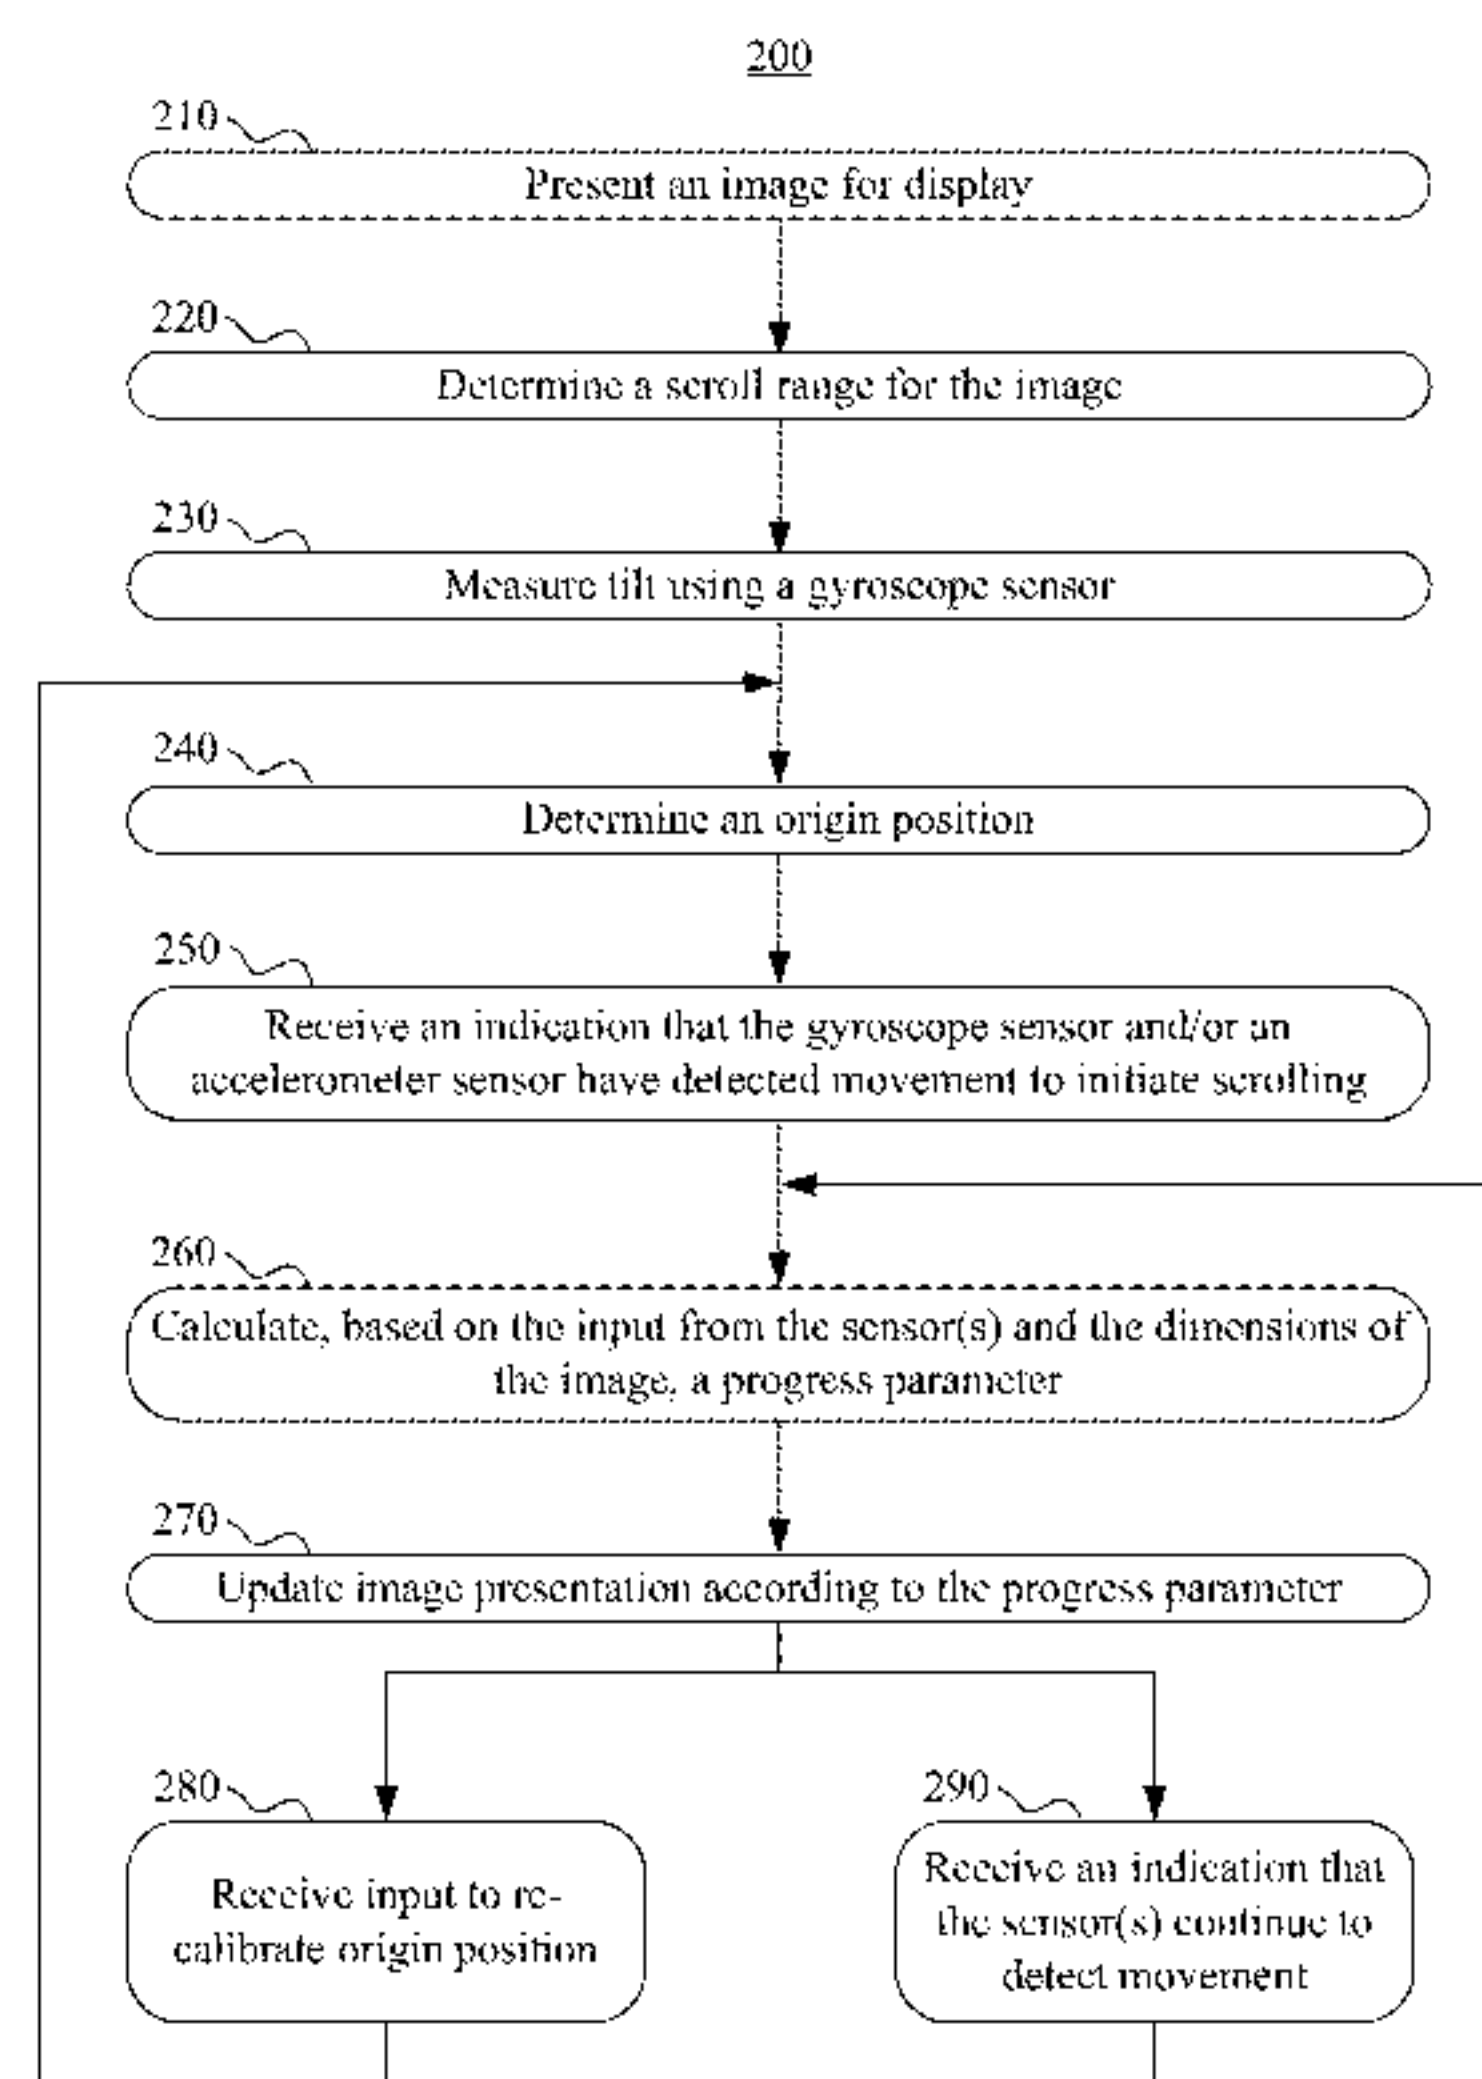 200
210
Present an image for display
220
Determine a scroll range for the image
230
Measure tilt using a gyroscope sensor
240
Determine an origin position
250
Receive an indication that the gyroscope sensor and/or an
accelerometer sensor have detected movement to initiate scrolling
260
Calculate, based on the input from the sensor(s) and the dimensions of
the image, a progress parameter
270
Update image presentation according to the progress parameter
280
Receive input to re-
calibrate origin position
290
Receive an indication that
the sensor(s) continue to
detect movement